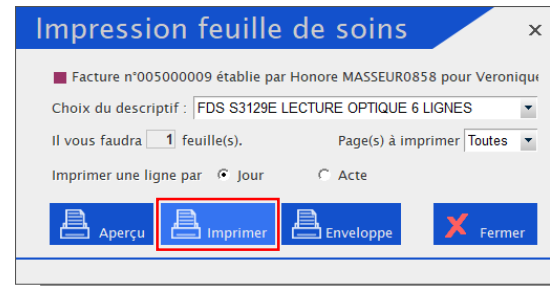 Impression feuille de soins ×
Facture n°005000009 établie par Honore MASSEUR0858 pour Veronique
Choix du descriptif : FDS S3129E LECTURE OPTIQUE 6 LIGNES
Il vous faudra 1 feuille(s). Page(s) à imprimer Toutes
Imprimer une ligne par Jour Acte
Aperçu Imprimer Enveloppe X Fermer